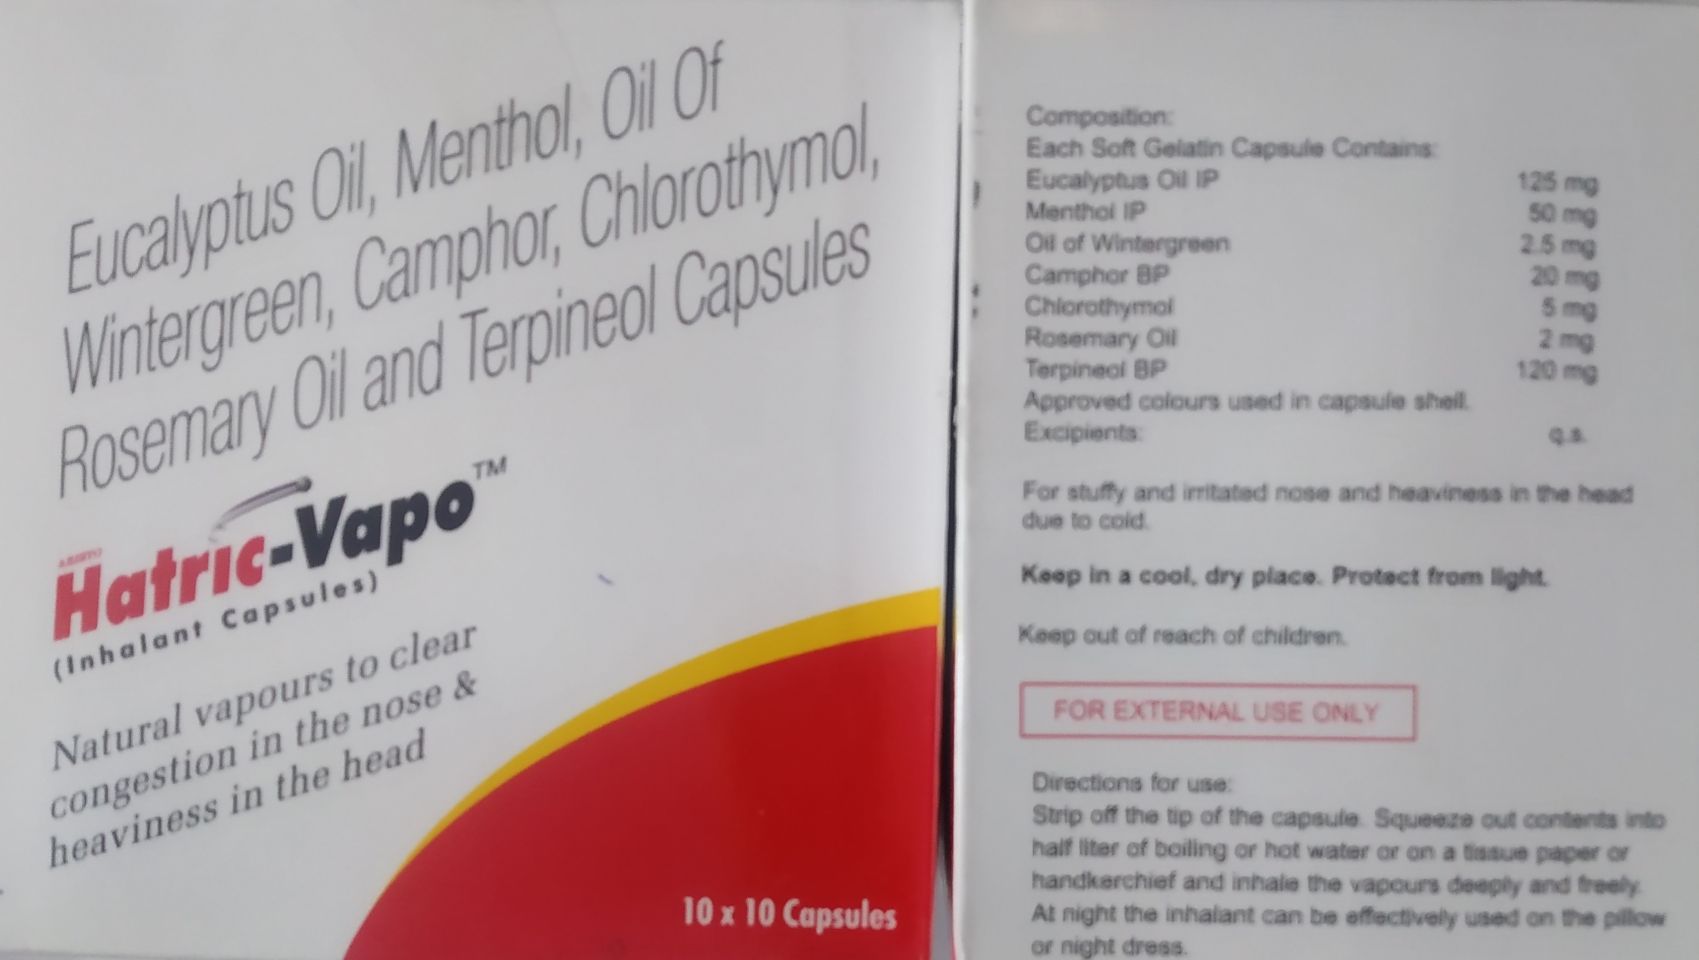 Eucalyptus Oil, Menthol, Oil Of
Wintergreen, Camphor, Chlorothymol,
Rosemary Oil and Terpineol Capsules
ARISTO
Hatric-Vapo™
(Inhalant Capsules)
Natural vapours to clear
congestion in the nose &
heaviness in the head
10 x 10 Capsules
Composition:
Each Soft Gelatin Capsule Contains:
Eucalyptus Oil IP 125 mg
Menthol IP 50 mg
Oil of Wintergreen 2.5 mg
Camphor BP 20 mg
Chlorothymol 5 mg
Rosemary Oil 2 mg
Terpineol BP 120 mg
Approved colours used in capsule shell.
Excipients: q.s.
For stuffy and irritated nose and heaviness in the head
due to cold.
Keep in a cool, dry place. Protect from light.
Keep out of reach of children.
FOR EXTERNAL USE ONLY
Directions for use:
Strip off the tip of the capsule. Squeeze out contents into
half liter of boiling or hot water or on a tissue paper or
handkerchief and inhale the vapours deeply and freely.
At night the inhalant can be effectively used on the pillow
or night dress.